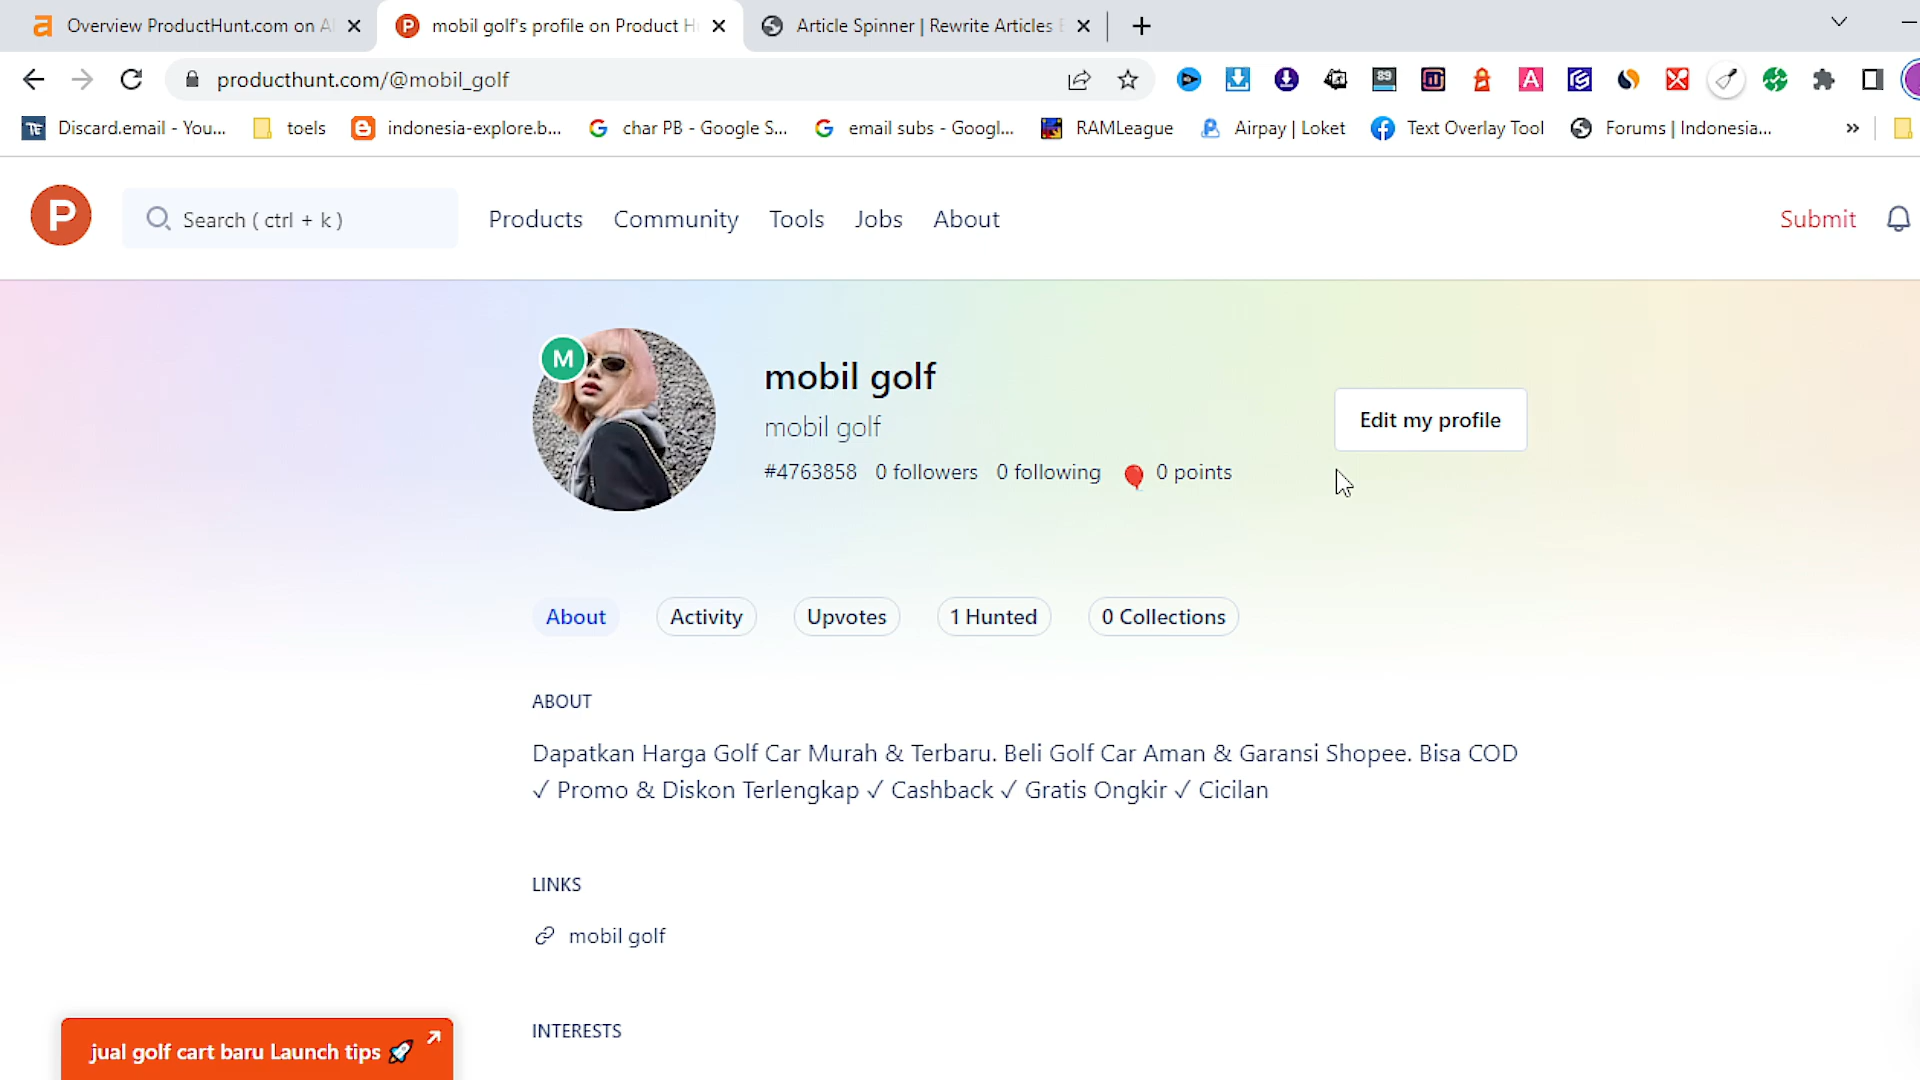 Overview ProductHunt.com on Al
mobil golf's profile on Product H
Article Spinner | Rewrite Articles
producthunt.com/@mobil_golf
89
A
TE Discard.email - You...
toels
indonesia-explore.b...
char PB - Google S...
email subs - Googl...
RAMLeague
Airpay | Loket
Text Overlay Tool
Forums | Indonesia...
P
Search ( ctrl + k )
Products
Community
Tools
Jobs
About
Submit
M
mobil golf
mobil golf
#4763858 0 followers 0 following 0 points
Edit my profile
About
Activity
Upvotes
1 Hunted
0 Collections
ABOUT
Dapatkan Harga Golf Car Murah & Terbaru. Beli Golf Car Aman & Garansi Shopee. Bisa COD
✓ Promo & Diskon Terlengkap ✓ Cashback ✓ Gratis Ongkir ✓ Cicilan
LINKS
mobil golf
INTERESTS
jual golf cart baru Launch tips 🚀